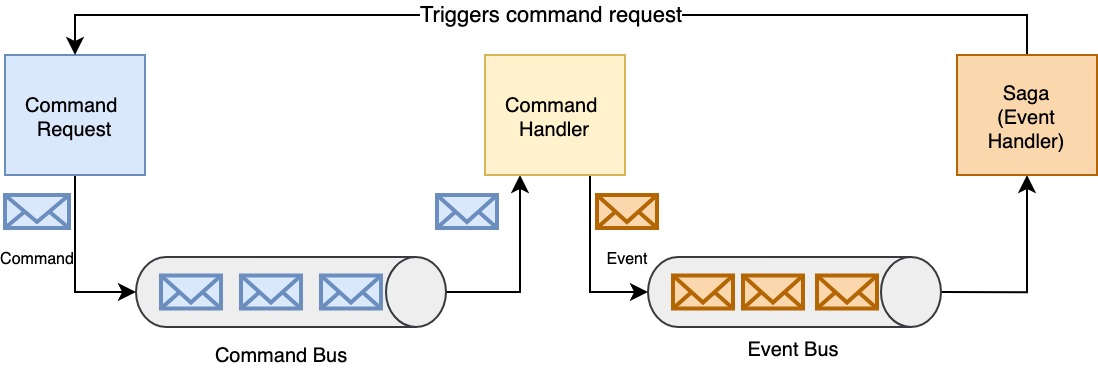 Triggers command request
Command
Request
Command
Handler
Saga
(Event
Handler)
Command
Event
Command Bus
Event Bus